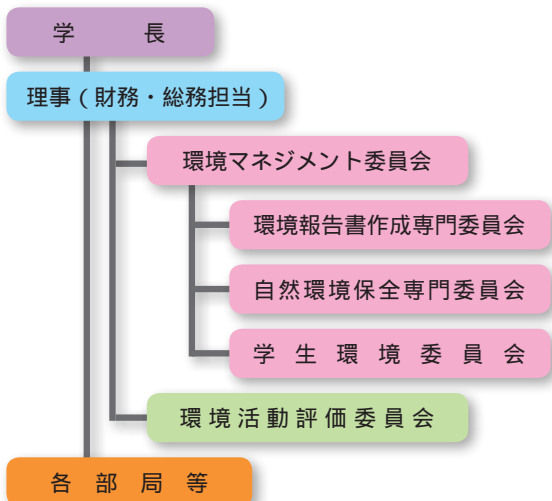 学長
理事（財務・総務担当）
環境マネジメント委員会
環境報告書作成専門委員会
自然環境保全専門委員会
学生環境委員会
環境活動評価委員会
各部局等